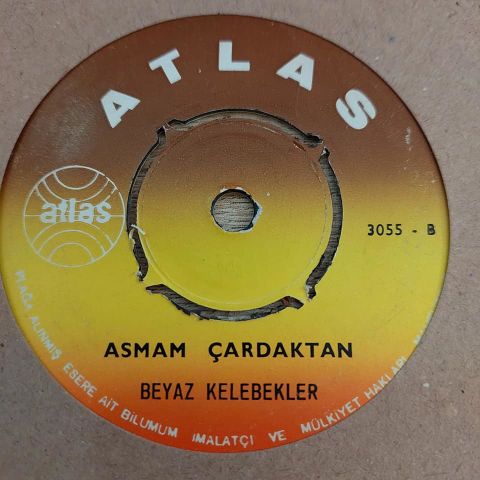 ATLAS
atlas
3055 - B
ASMAM ÇARDAKTAN
BEYAZ KELEBEKLER
PLAĞA ALINMIŞ ESERE AİT BİLUMUM İMALATÇI VE MÜLKİYET HAKLARI